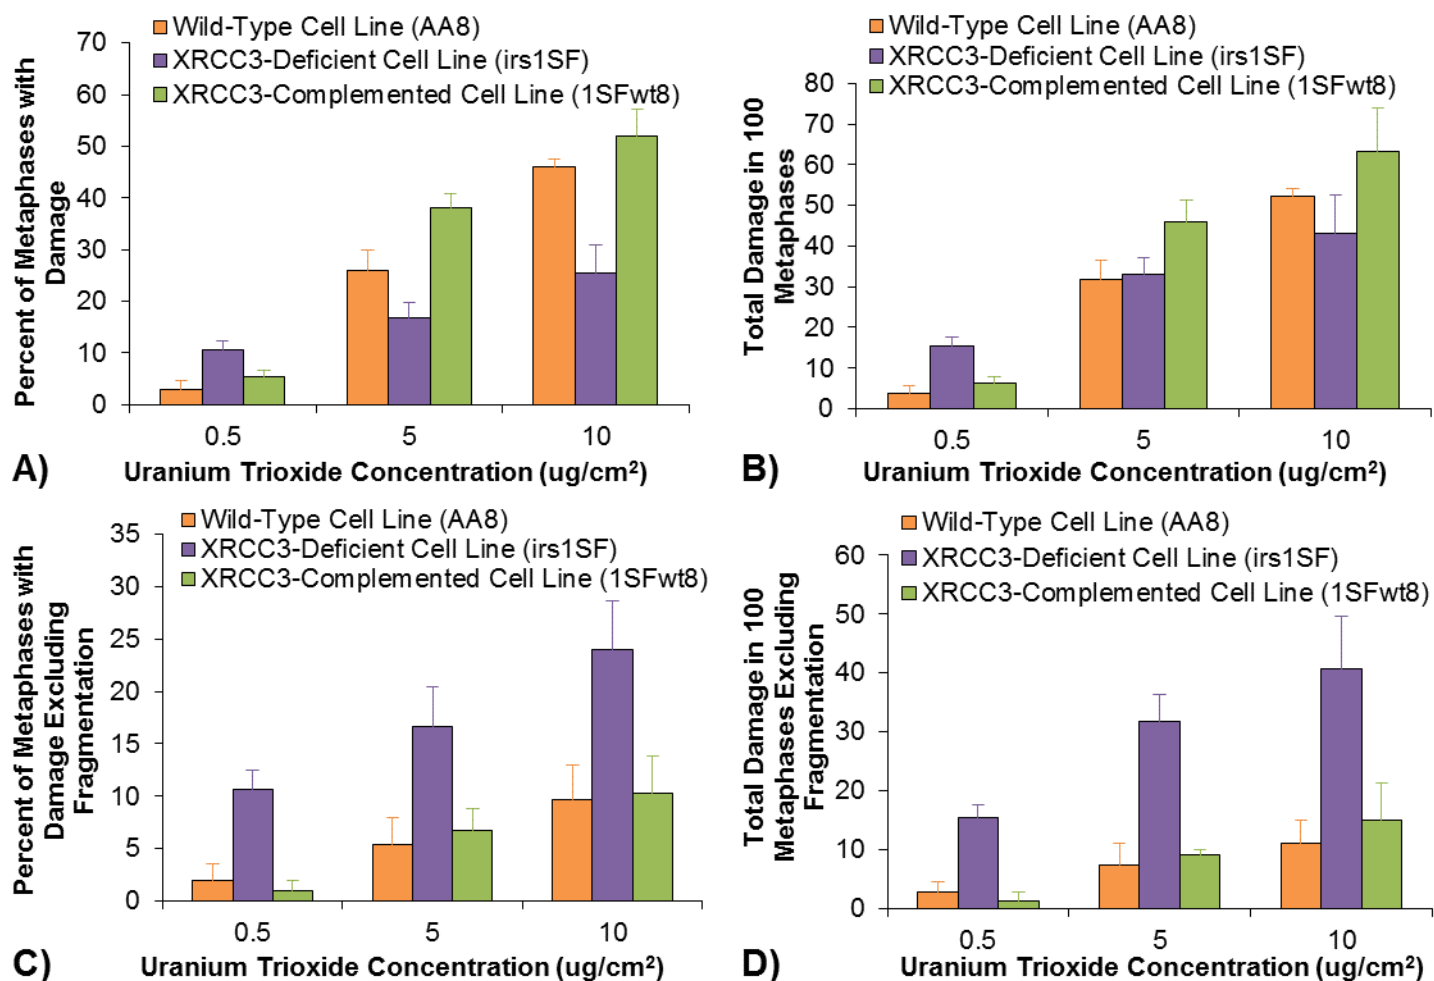 Wild-Type Cell Line (AA8)
XRCC3-Deficient Cell Line (irs1SF)
XRCC3-Complemented Cell Line (1SFwt8)
Percent of Metaphases with
Damage
70
60
50
40
30
20
10
0
0.5 5 10
A) Uranium Trioxide Concentration (ug/cm²)
Wild-Type Cell Line (AA8)
XRCC3-Deficient Cell Line (irs1SF)
XRCC3-Complemented Cell Line (1SFwt8)
Total Damage in 100
Metaphases
80
70
60
50
40
30
20
10
0
0.5 5 10
B) Uranium Trioxide Concentration (ug/cm²)
Wild-Type Cell Line (AA8)
XRCC3-Deficient Cell Line (irs1SF)
XRCC3-Complemented Cell Line (1SFwt8)
Percent of Metaphases with
Damage Excluding
Fragmentation
35
30
25
20
15
10
5
0
0.5 5 10
C) Uranium Trioxide Concentration (ug/cm²)
Wild-Type Cell Line (AA8)
XRCC3-Deficient Cell Line (irs1SF)
XRCC3-Complemented Cell Line (1SFwt8)
Total Damage in 100
Metaphases Excluding
Fragmentation
60
50
40
30
20
10
0
0.5 5 10
D) Uranium Trioxide Concentration (ug/cm²)